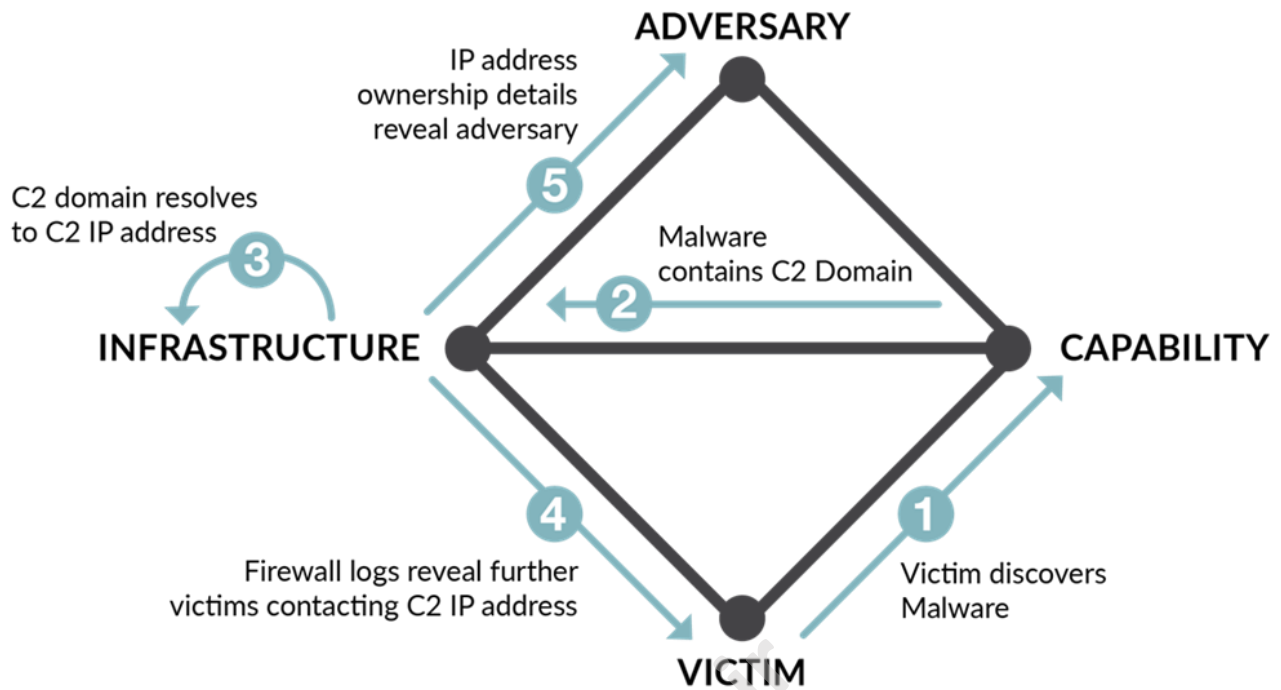 ADVERSARY
IP address
ownership details
reveal adversary
5
C2 domain resolves
to C2 IP address
3
Malware
contains C2 Domain
2
INFRASTRUCTURE
CAPABILITY
4
1
Firewall logs reveal further
victims contacting C2 IP address
Victim discovers
Malware
VICTIM